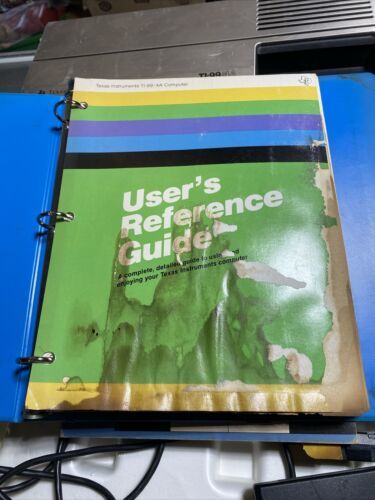 TI-99/4A
Texas Instruments TI-99/4A Computer
User's
Reference
Guide
A complete, detailed guide to using and
enjoying your Texas Instruments computer